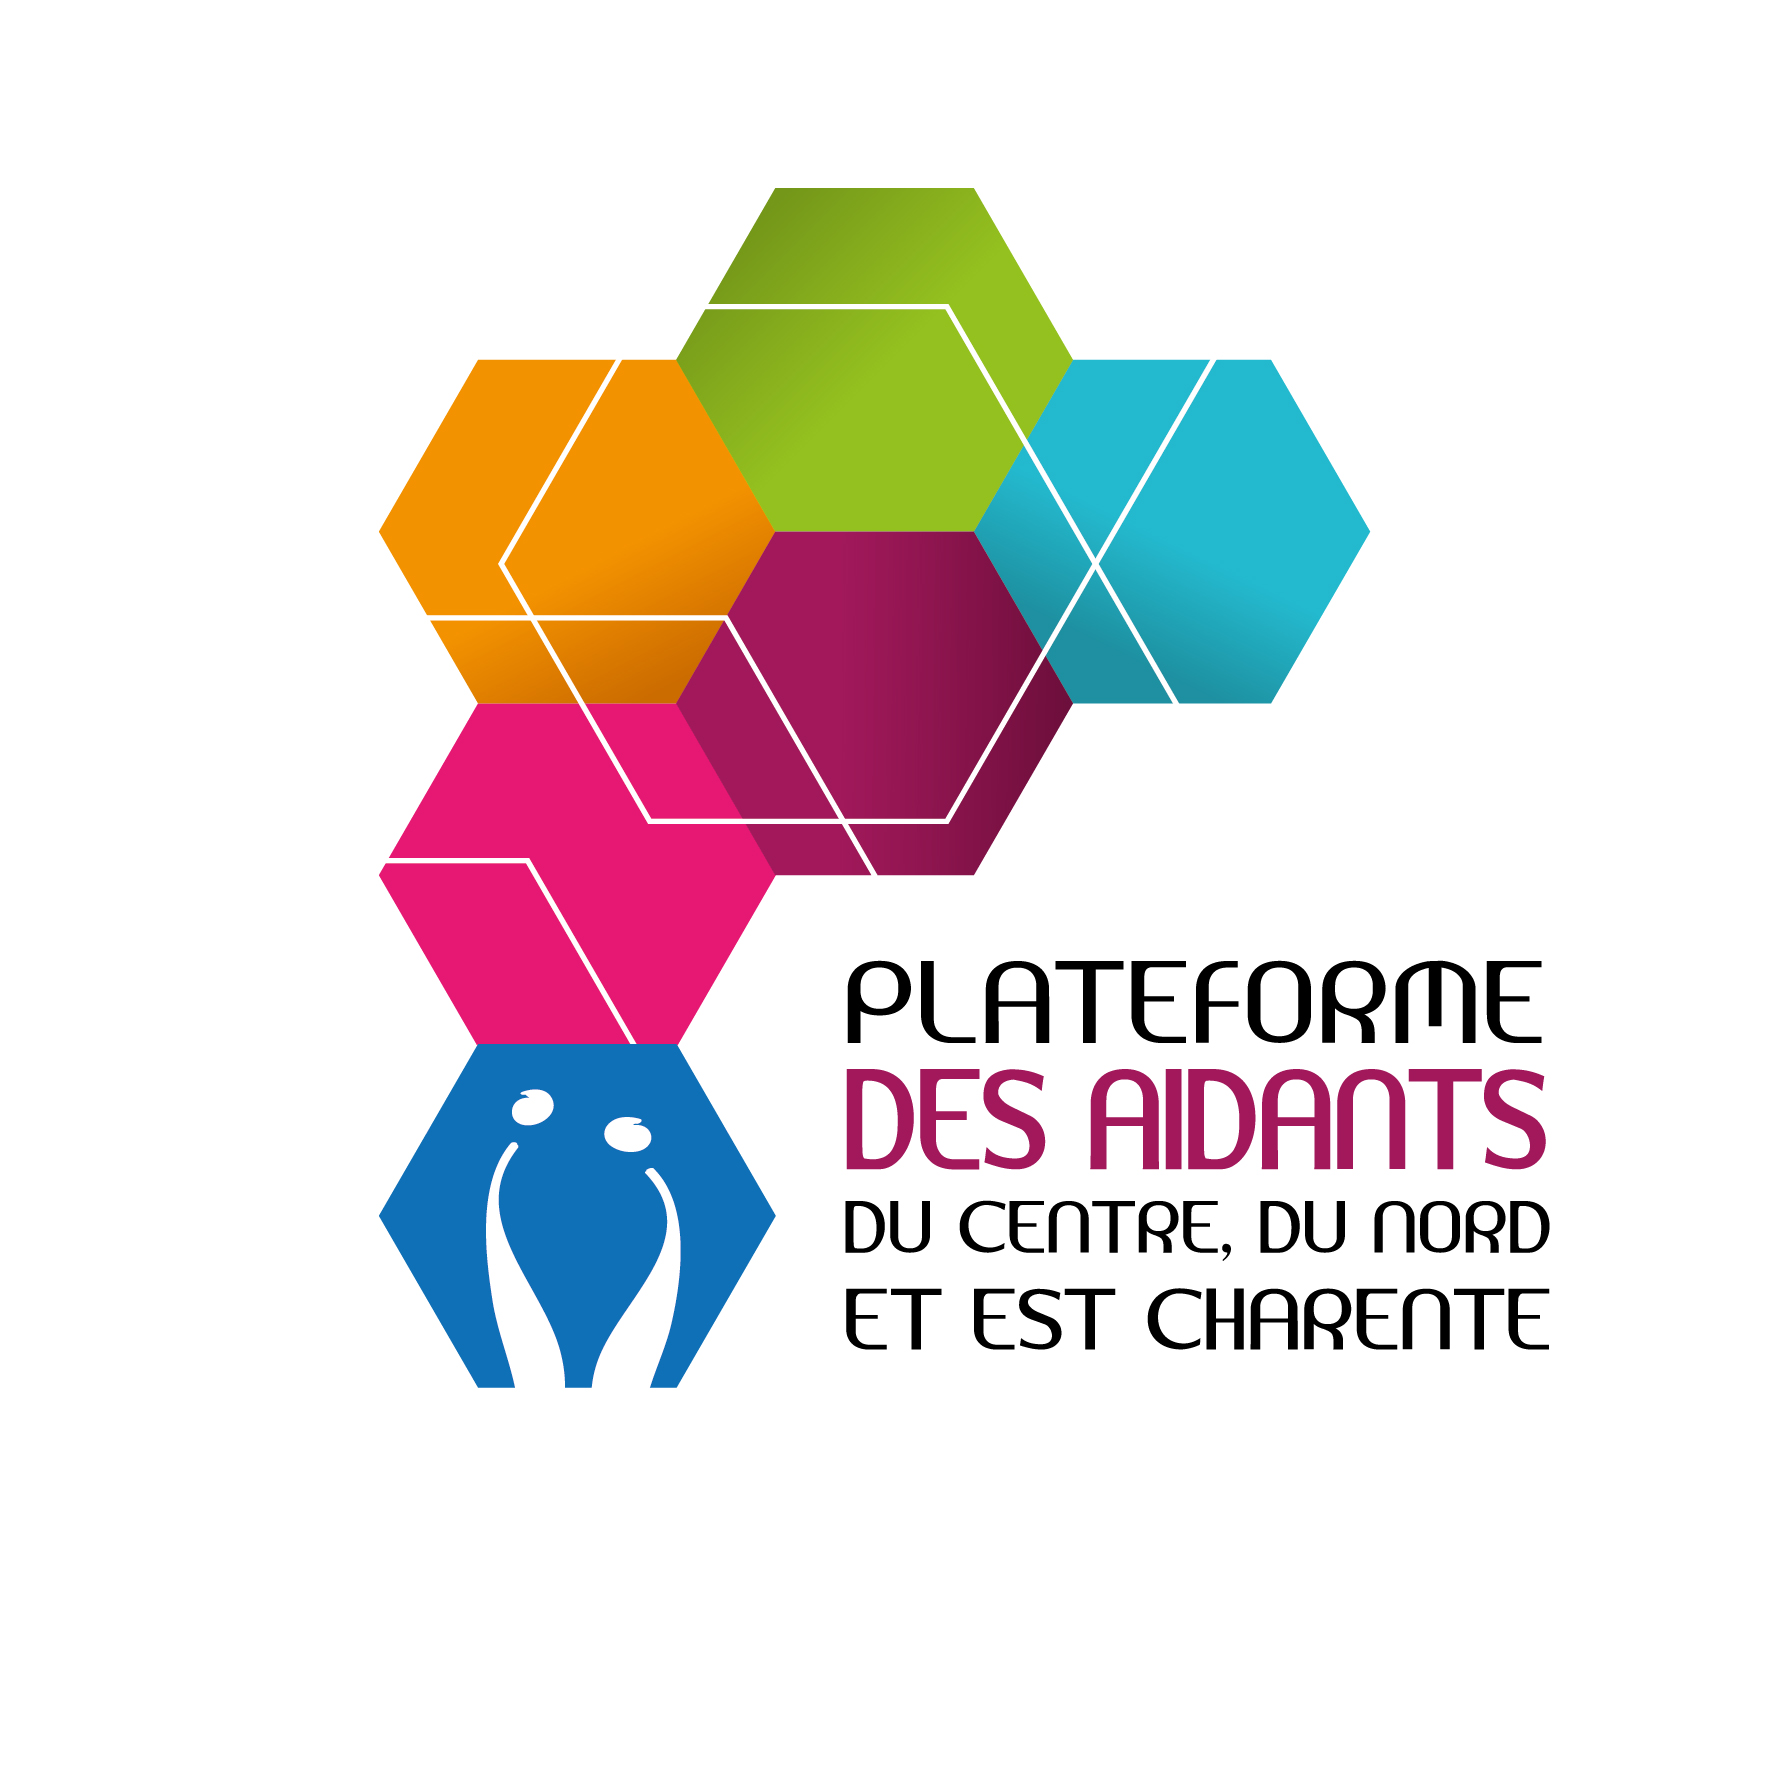 PLATEFORME
DES AIDANTS
DU CENTRE, DU NORD
ET EST CHARENTE